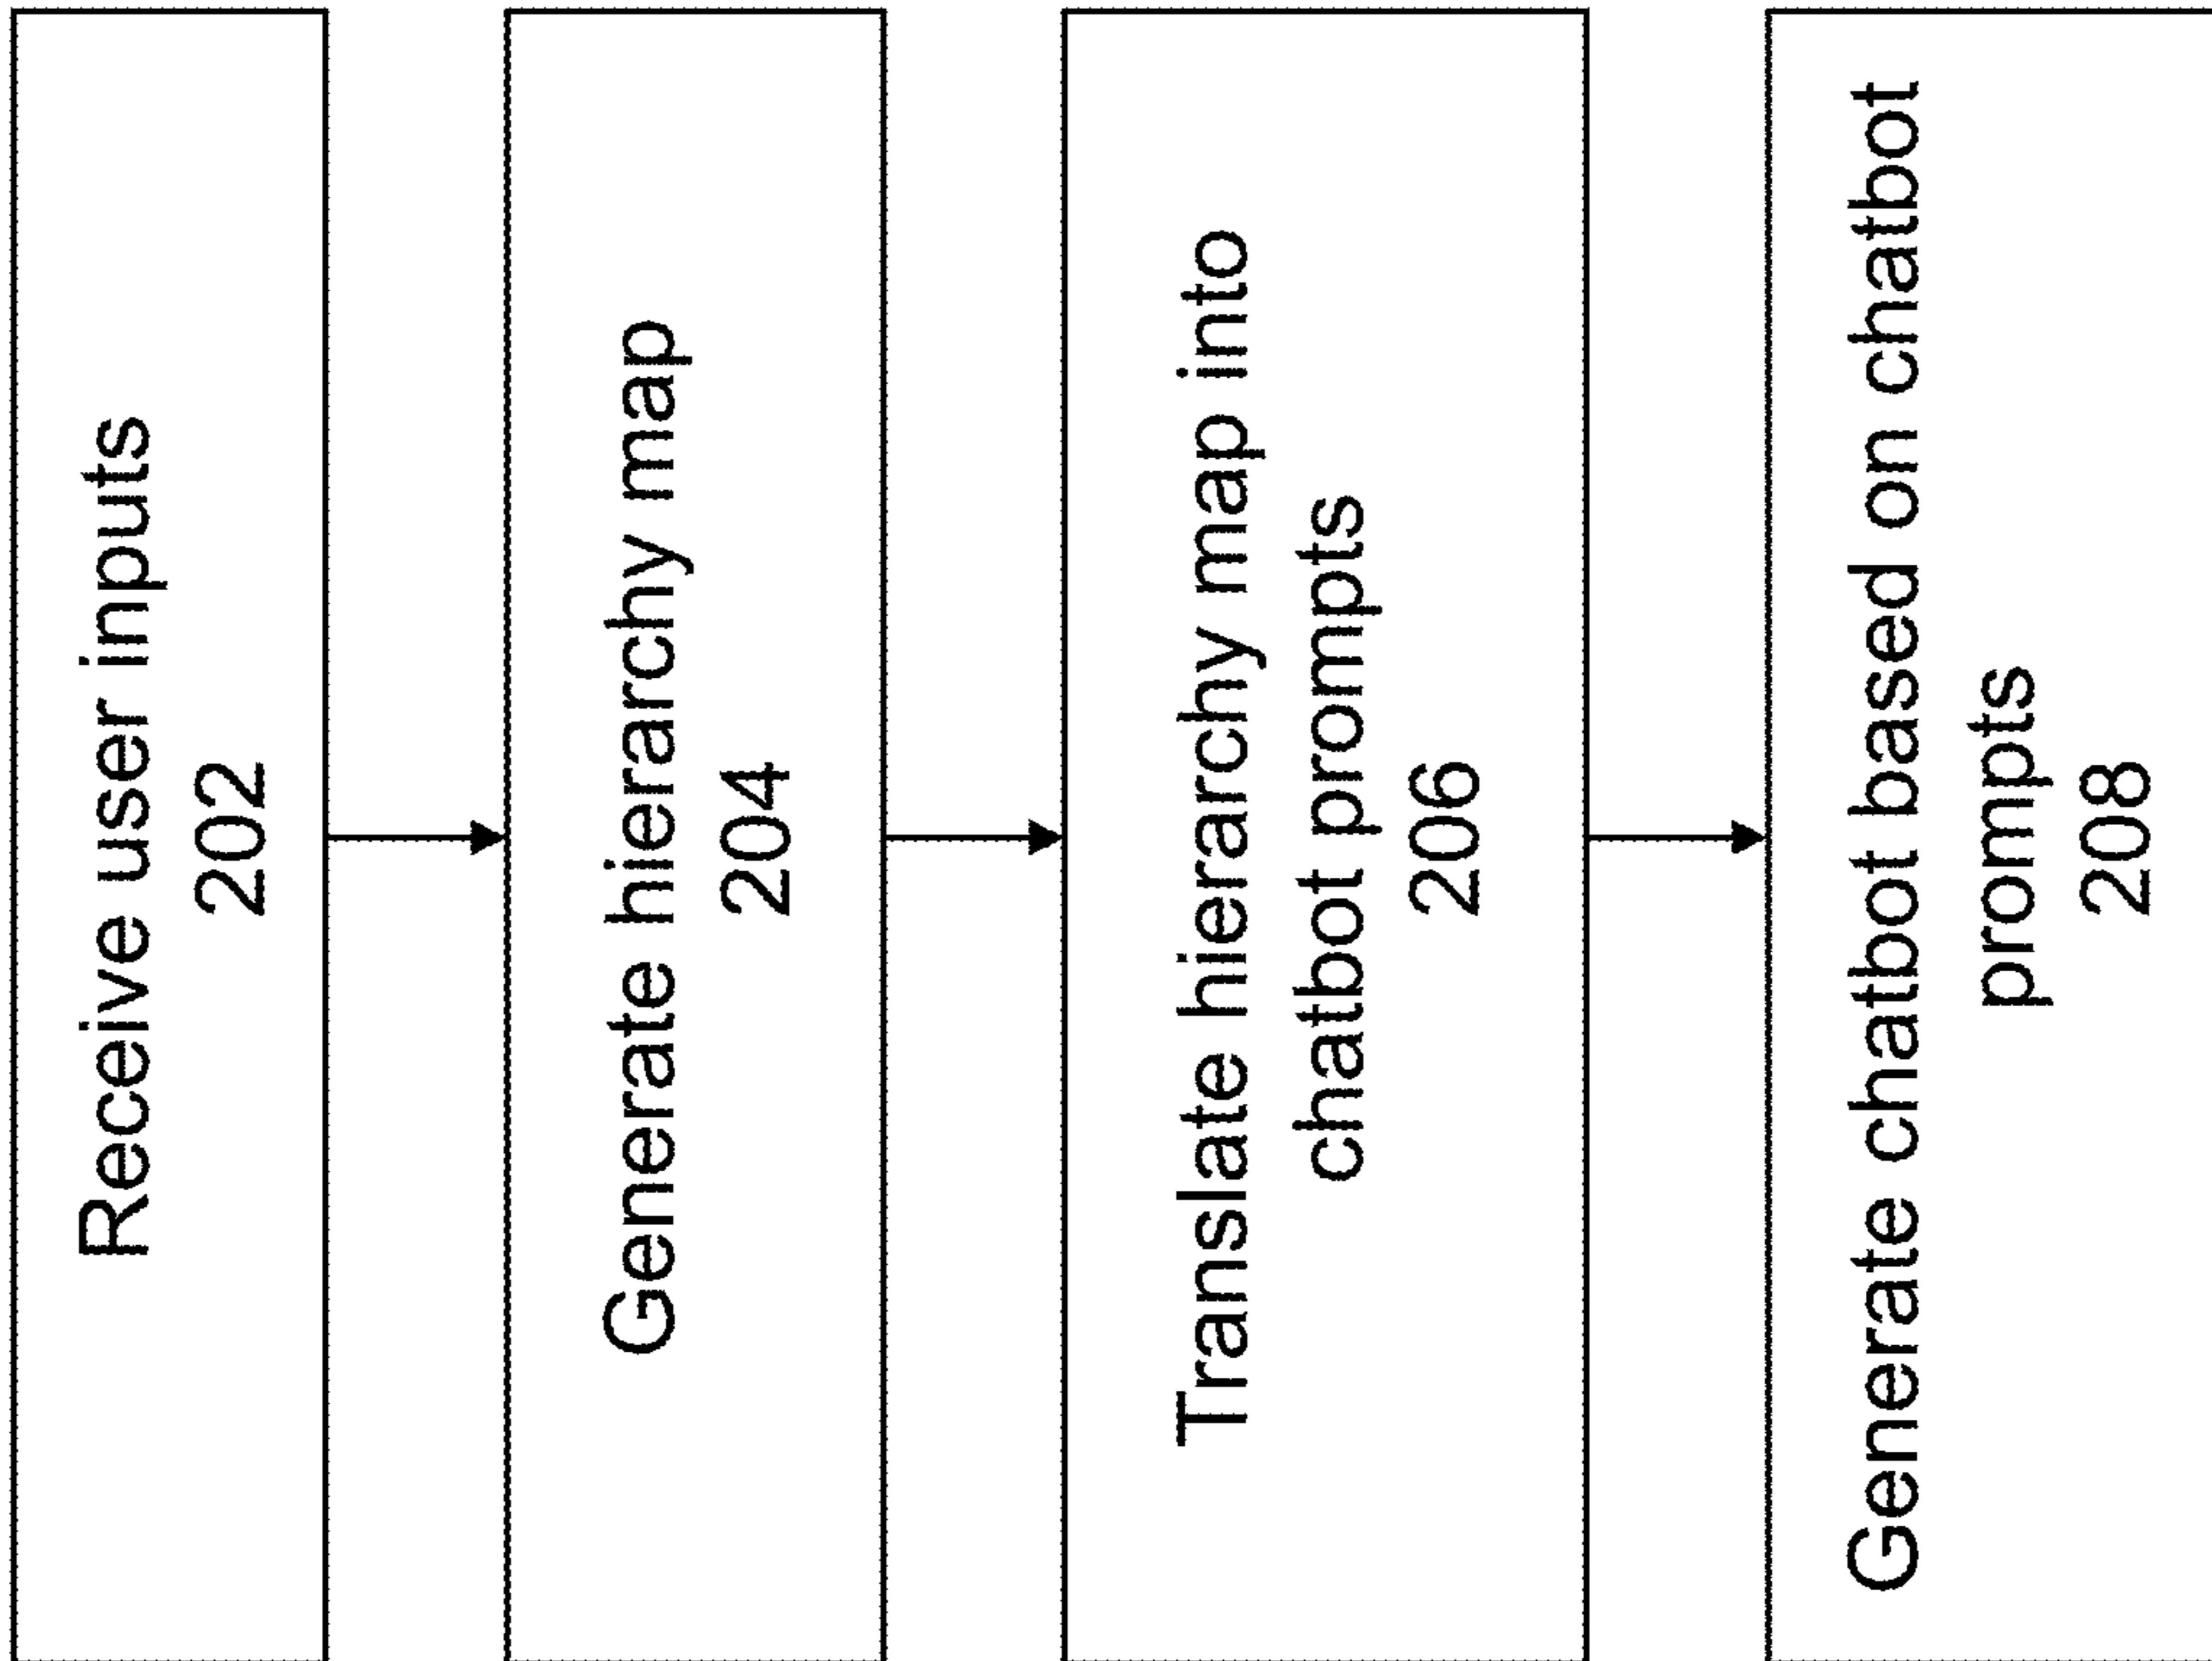 Receive user inputs
202
Generate hierarchy map
204
Translate hierarchy map into
chatbot prompts
206
Generate chatbot based on chatbot
prompts
208